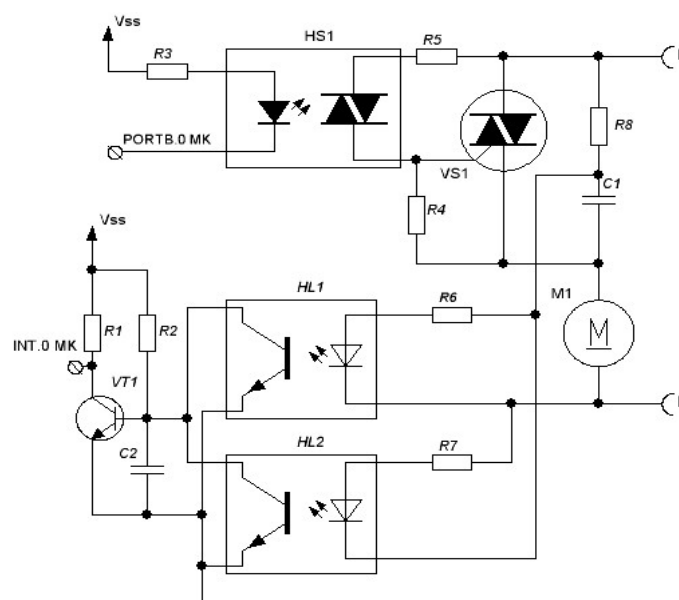 Vss
HS1
R3
R5
PORTB.0 MK
VS1
R8
C1
R4
Vss
HL1
R6
M1
R1
R2
INT.0 MK
M
VT1
HL2
R7
C2